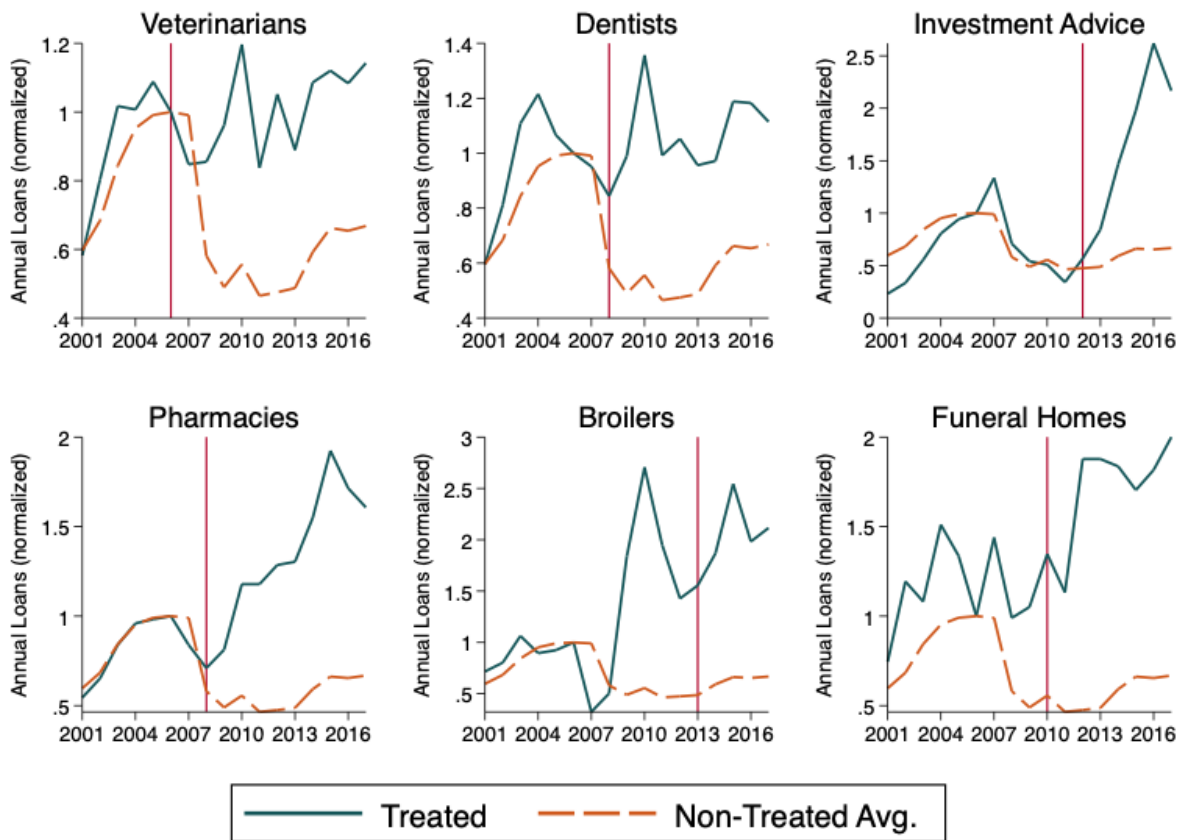 Veterinarians
Annual Loans (normalized)
1.2
1
.8
.6
.4
2001 2004 2007 2010 2013 2016
Dentists
Annual Loans (normalized)
1.4
1.2
1
.8
.6
.4
2001 2004 2007 2010 2013 2016
Investment Advice
Annual Loans (normalized)
2.5
2
1.5
1
.5
0
2001 2004 2007 2010 2013 2016
Pharmacies
Annual Loans (normalized)
2
1.5
1
.5
2001 2004 2007 2010 2013 2016
Broilers
Annual Loans (normalized)
3
2.5
2
1.5
1
.5
2001 2004 2007 2010 2013 2016
Funeral Homes
Annual Loans (normalized)
2
1.5
1
.5
2001 2004 2007 2010 2013 2016
Treated
Non-Treated Avg.